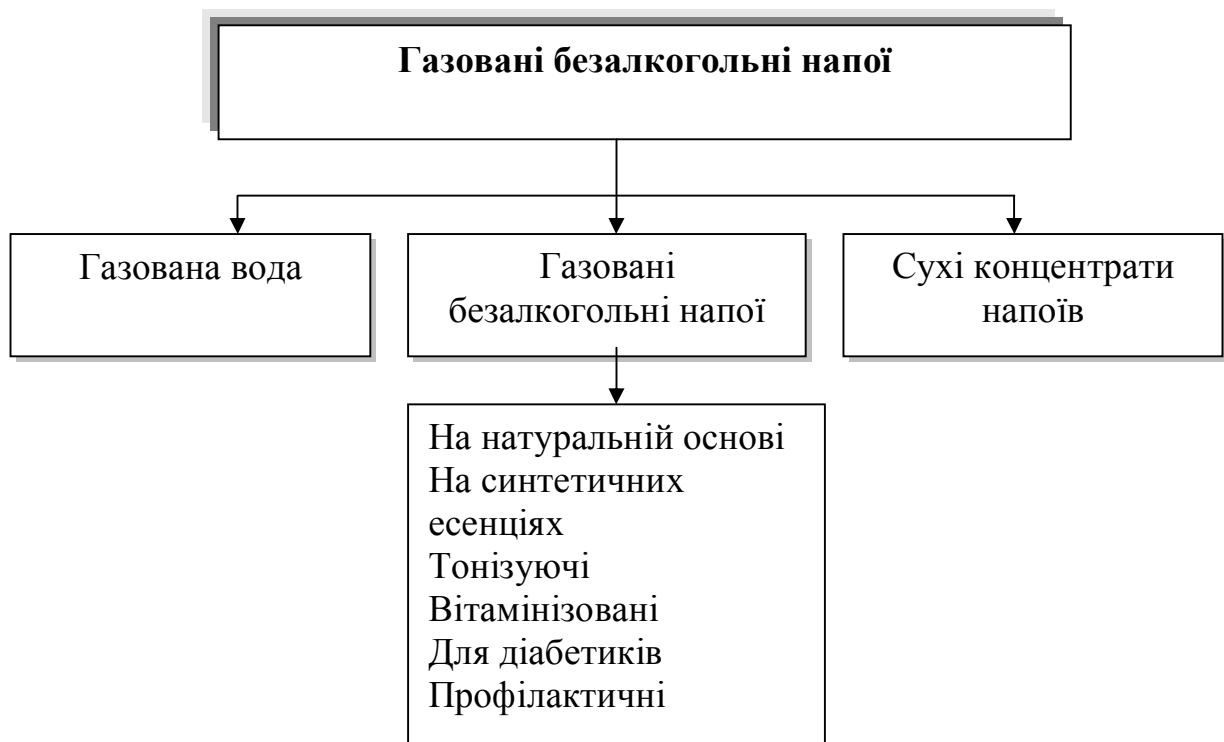 Газовані безалкогольні напої
Газована вода
Газовані
безалкогольні напої
Сухі концентрати
напоїв
На натуральній основі
На синтетичних
есенціях
Тонізуючі
Вітамінізовані
Для діабетиків
Профілактичні